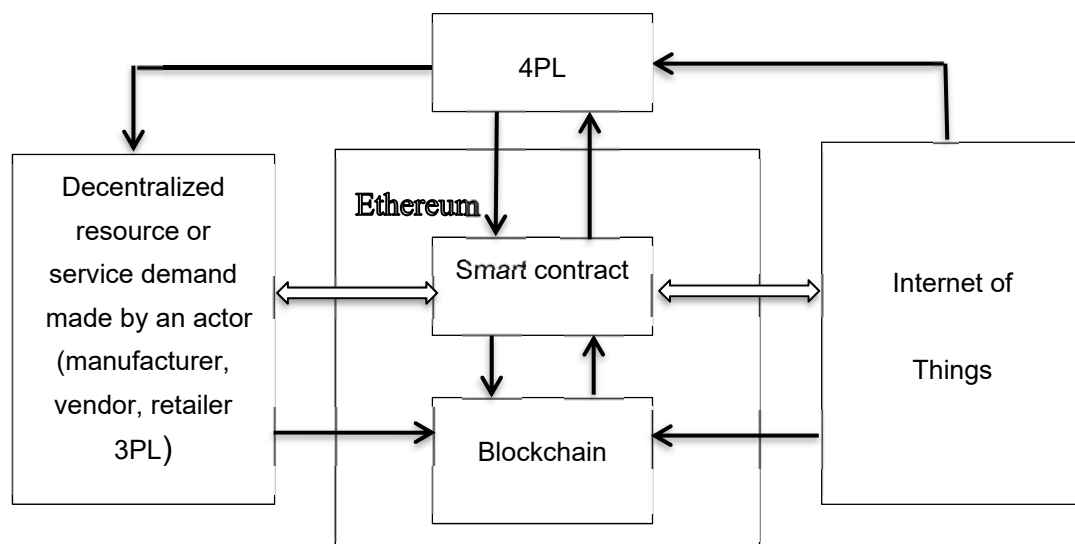 4PL
Decentralized
resource or
service demand
made by an actor
(manufacturer,
vendor, retailer
3PL)
Ethereum
Smart contract
Blockchain
Internet of
Things